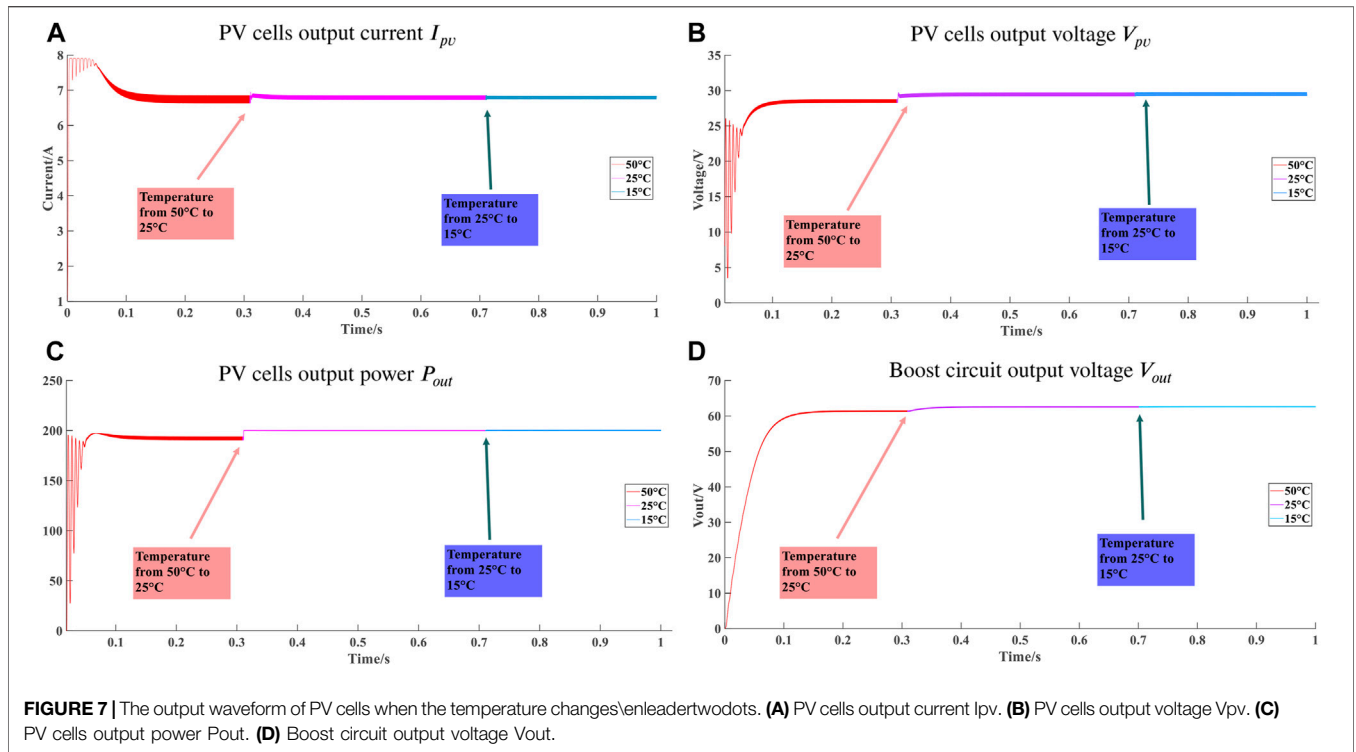 A
PV cells output current I_pv
8
7
6
5
4
3
2
1
Current/A
0
0.1
0.2
0.3
0.4
0.5
0.6
0.7
0.8
0.9
1
Time/s
Temperature
from 50°C to
25°C
Temperature
from 25°C to
15°C
50°C
25°C
15°C
B
PV cells output voltage V_pv
35
30
25
20
15
10
5
0
Voltage/V
0.1
0.2
0.3
0.4
0.5
0.6
0.7
0.8
0.9
1
Time/s
Temperature
from 50°C to
25°C
Temperature
from 25°C to
15°C
50°C
25°C
15°C
C
PV cells output power P_out
250
200
150
100
50
0
0.1
0.2
0.3
0.4
0.5
0.6
0.7
0.8
0.9
1
Time/s
Temperature
from 50°C to
25°C
Temperature
from 25°C to
15°C
50°C
25°C
15°C
D
Boost circuit output voltage V_out
70
60
50
40
30
20
10
0
Vout/V
0
0.1
0.2
0.3
0.4
0.5
0.6
0.7
0.8
0.9
1
Time/s
Temperature
from 50°C to
25°C
Temperature
from 25°C to
15°C
50°C
25°C
15°C
FIGURE 7 | The output waveform of PV cells when the temperature changes\enleadertwodots. (A) PV cells output current Ipv. (B) PV cells output voltage Vpv. (C)
PV cells output power Pout. (D) Boost circuit output voltage Vout.